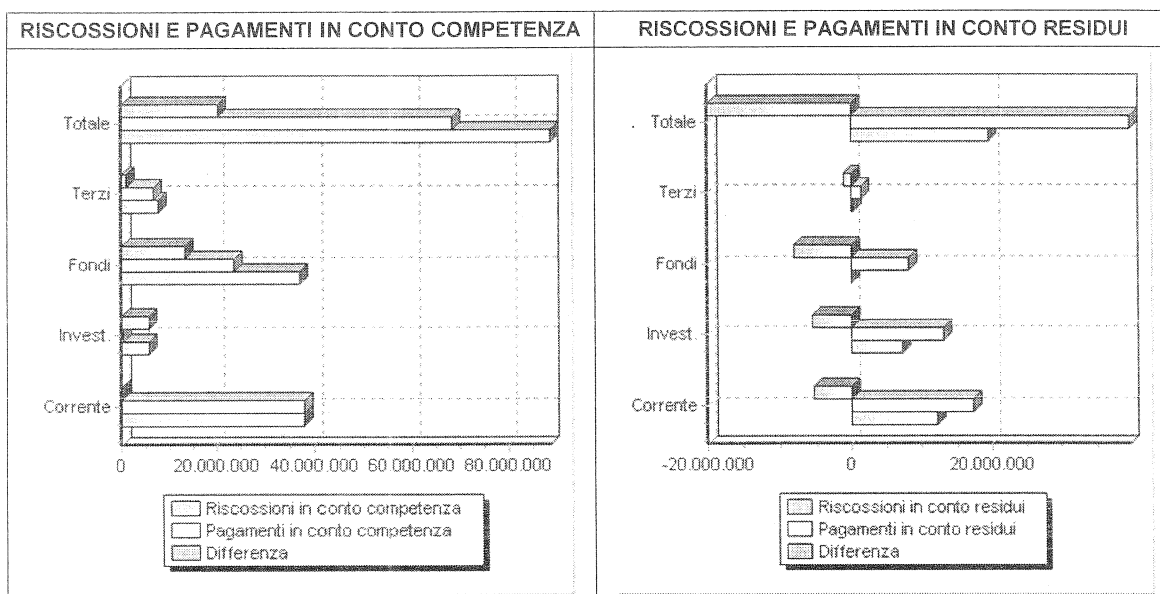 RISCOSSIONI E PAGAMENTI IN CONTO COMPETENZA
Totale
Terzi
Fondi
Invest.
Corrente
0 20.000.000 40.000.000 60.000.000 80.000.000
Riscossioni in conto competenza
Pagamenti in conto competenza
Differenza
RISCOSSIONI E PAGAMENTI IN CONTO RESIDUI
Totale
Terzi
Fondi
Invest.
Corrente
-20.000.000 0 20.000.000
Riscossioni in conto residui
Pagamenti in conto residui
Differenza